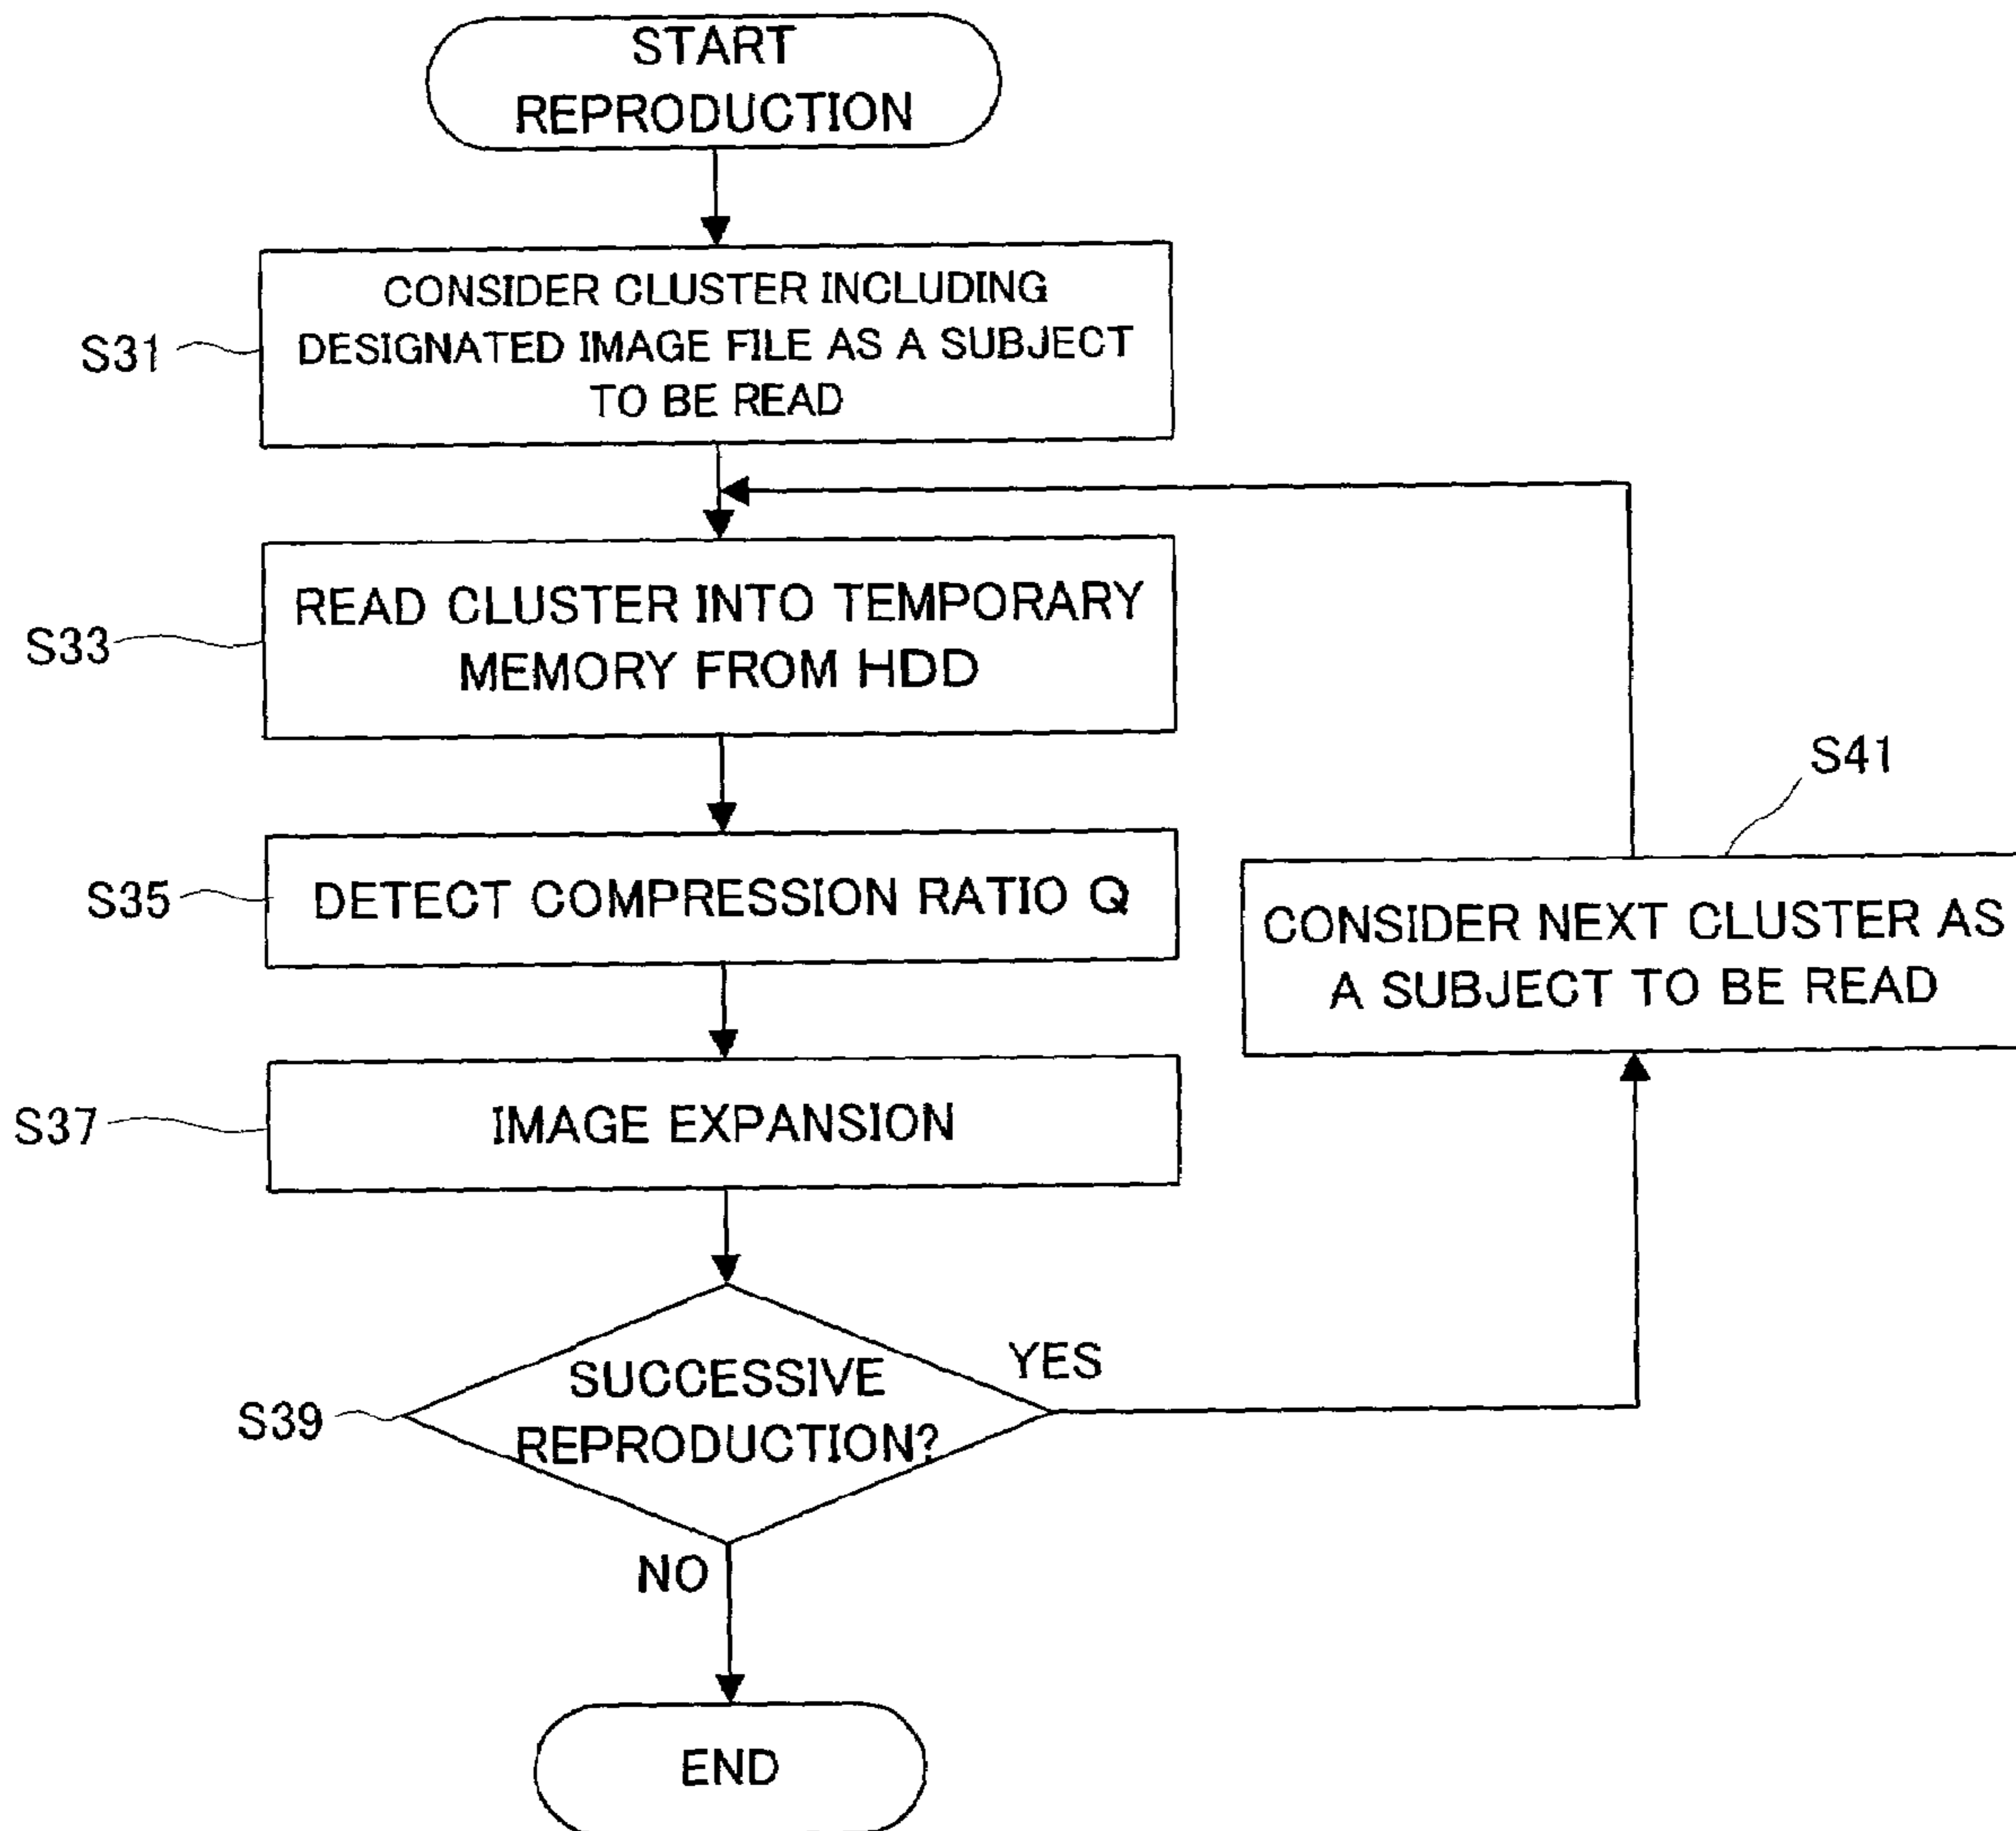 START
REPRODUCTION
S31
CONSIDER CLUSTER INCLUDING
DESIGNATED IMAGE FILE AS A SUBJECT
TO BE READ
S33
READ CLUSTER INTO TEMPORARY
MEMORY FROM HDD
S41
S35
DETECT COMPRESSION RATIO Q
CONSIDER NEXT CLUSTER AS
A SUBJECT TO BE READ
S37
IMAGE EXPANSION
S39
SUCCESSIVE
REPRODUCTION?
YES
NO
END